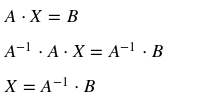 A · X = B
A⁻¹ · A · X = A⁻¹ · B
X = A⁻¹ · B